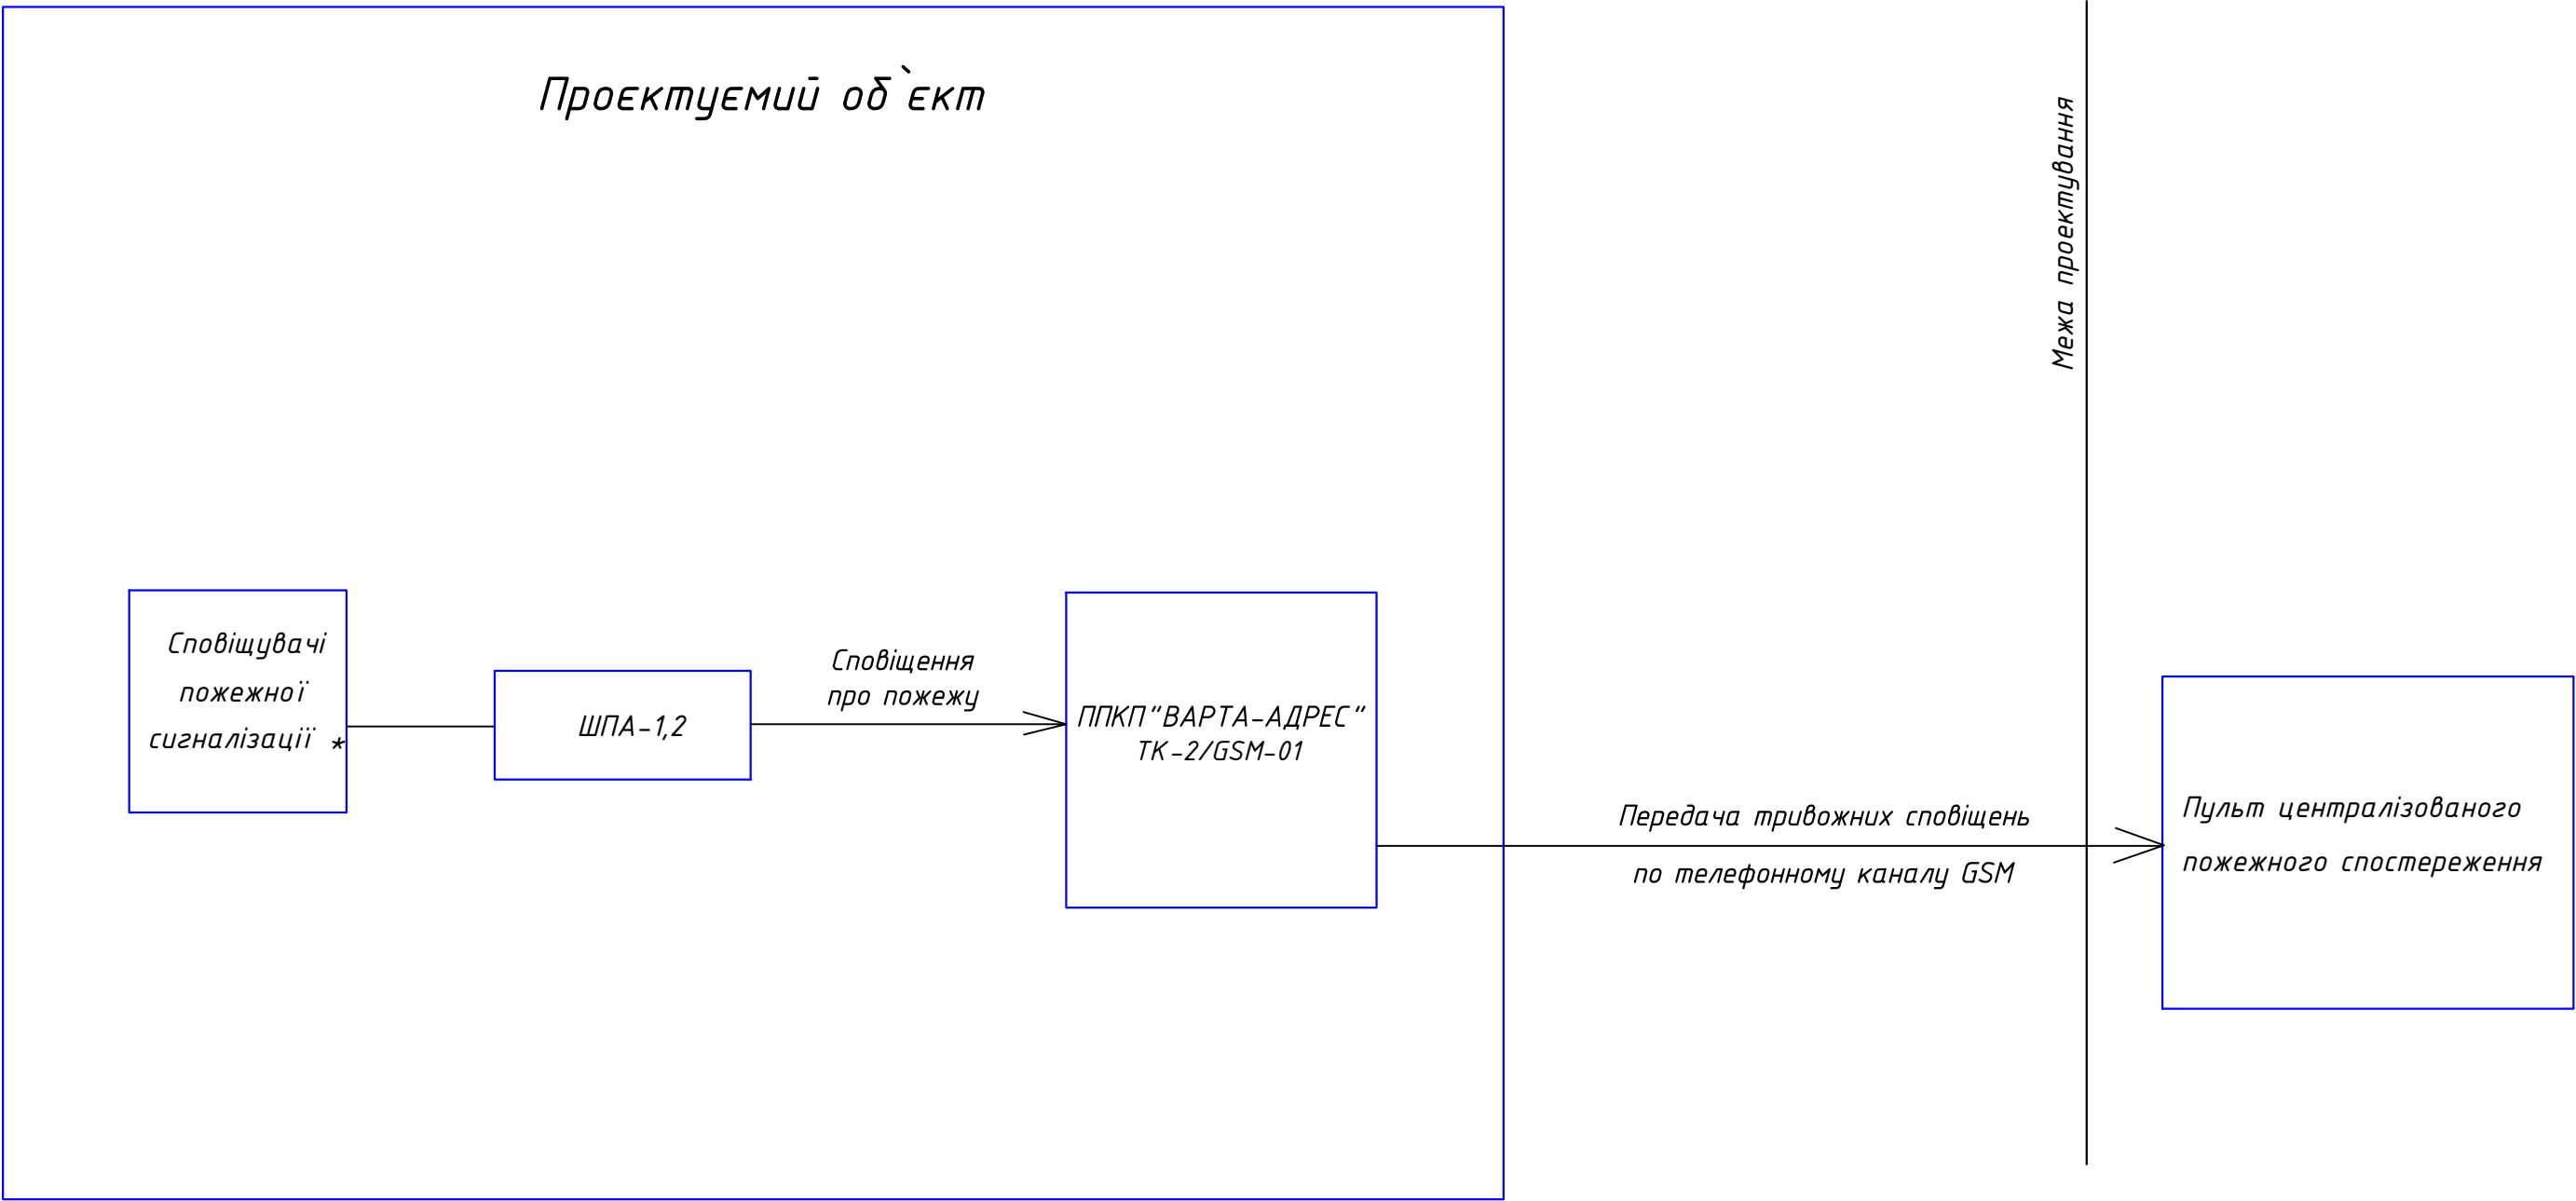 Проектуемий об`єкт
Межа проектування
Сповіщувачі
пожежної
сигналізації *
ШПА-1,2
Сповіщення
про пожежу
ППКП"ВАРТА-АДРЕС"
ТК-2/GSM-01
Передача тривожних сповіщень
по телефонному каналу GSM
Пульт централізованого
пожежного спостереження